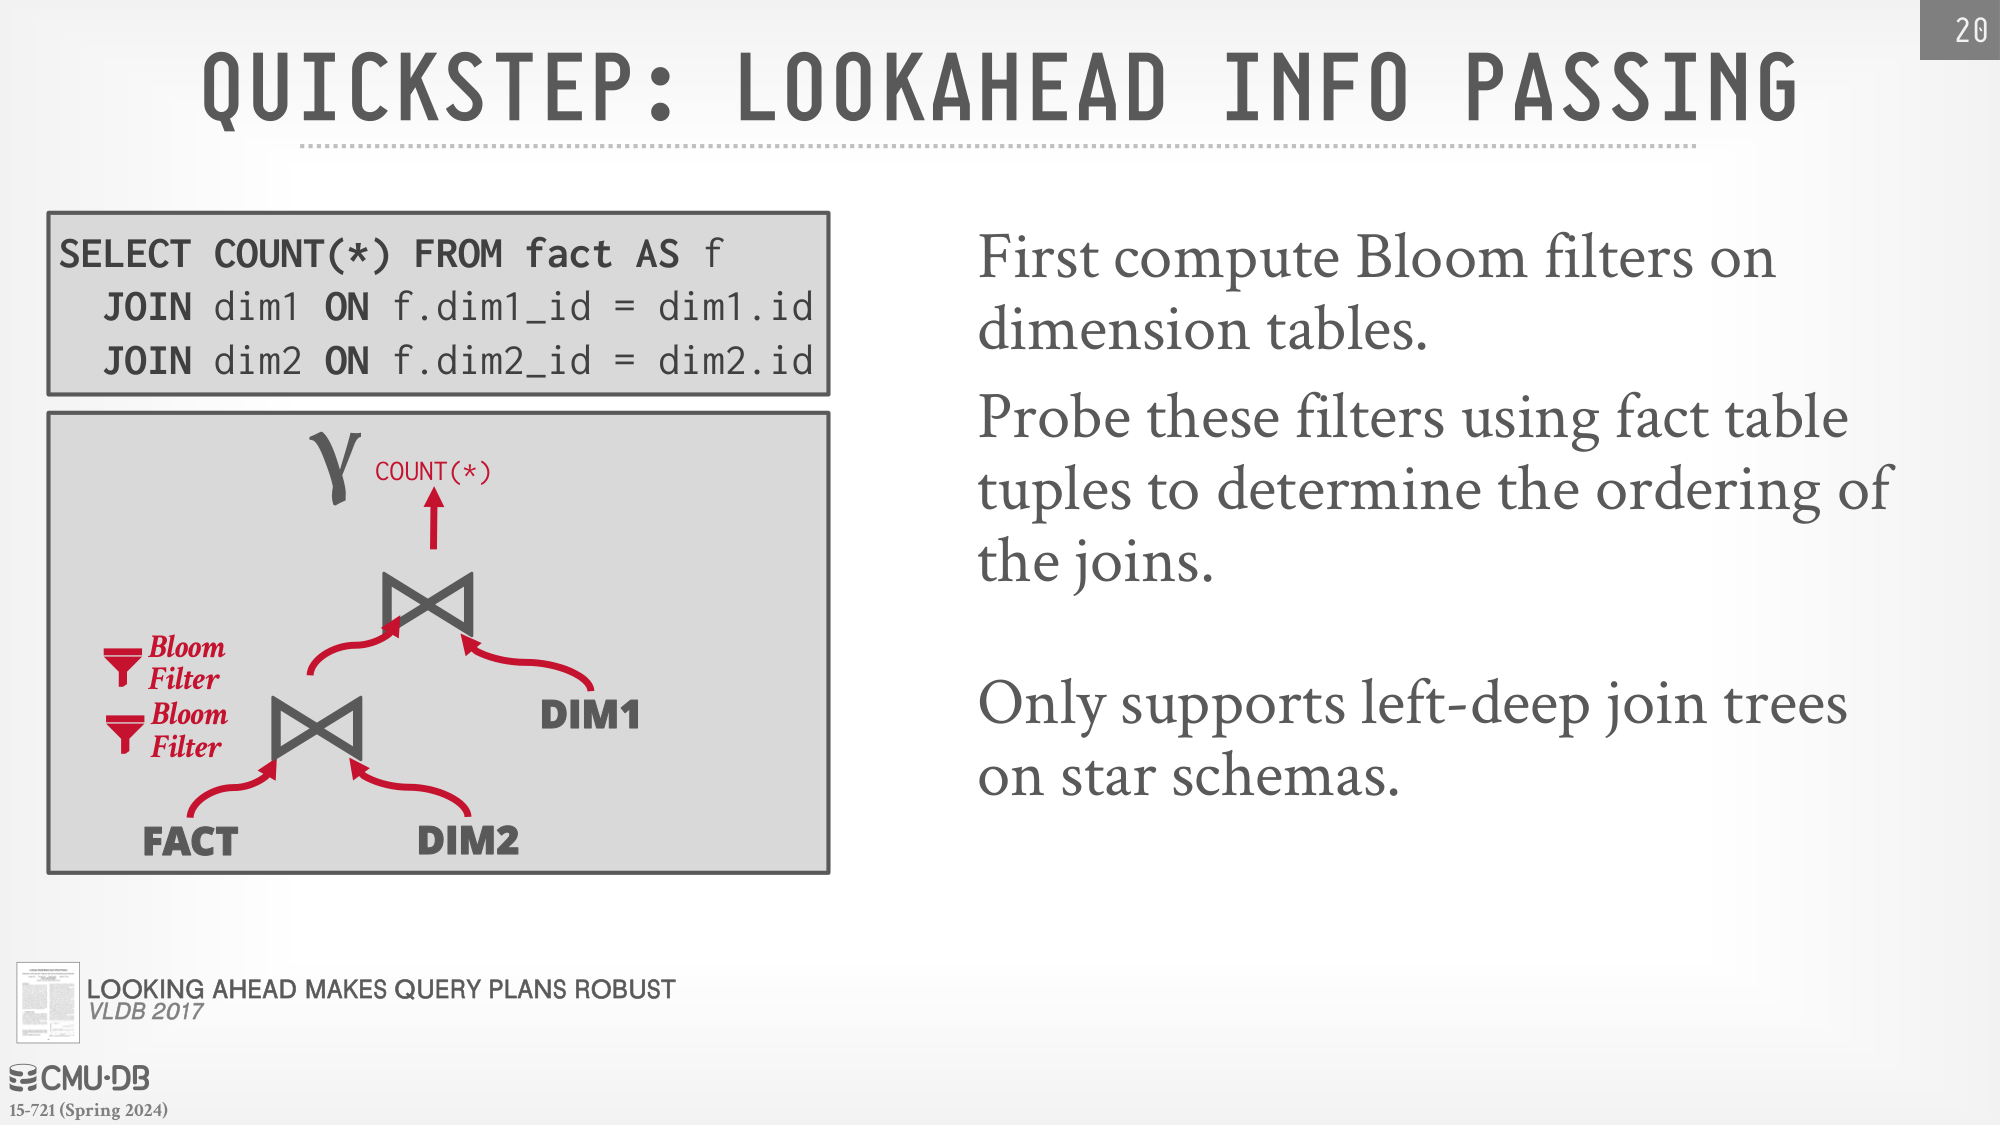 20
QUICKSTEP: LOOKAHEAD INFO PASSING
SELECT COUNT(*) FROM fact AS f
JOIN dim1 ON f.dim1_id = dim1.id
JOIN dim2 ON f.dim2_id = dim2.id
γ COUNT(*)
Bloom
Filter
Bloom
Filter
DIM1
FACT
DIM2
First compute Bloom filters on
dimension tables.
Probe these filters using fact table
tuples to determine the ordering of
the joins.
Only supports left-deep join trees
on star schemas.
LOOKING AHEAD MAKES QUERY PLANS ROBUST
VLDB 2017
CMU·DB
15-721 (Spring 2024)